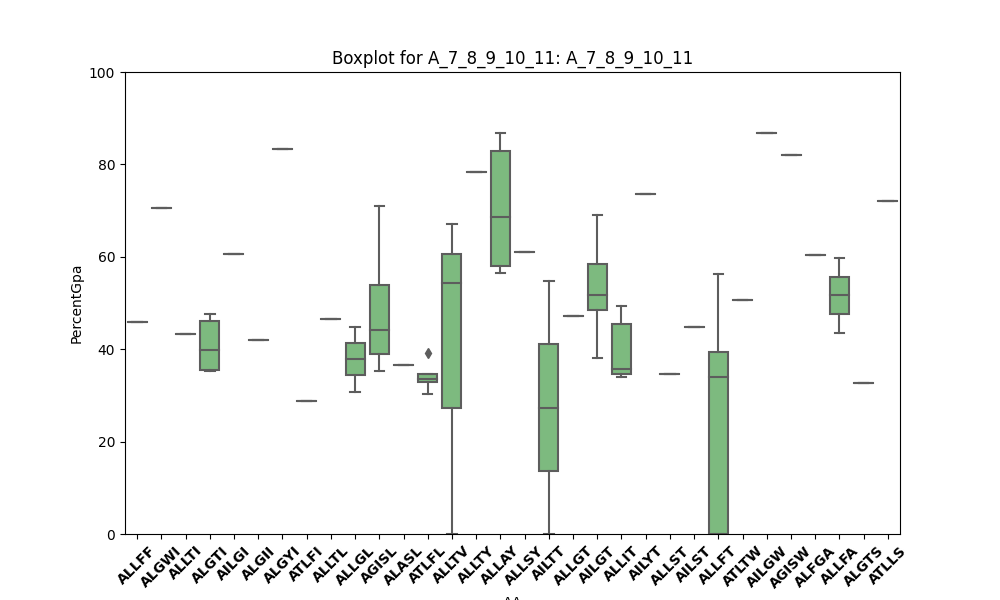 Boxplot for A_7_8_9_10_11: A_7_8_9_10_11
100
80
60
40
20
0
PercentGpa
ALLFF ALGWI ALLTI ALGTI AILGI ALGII ALGYI ATLFI ALLTL ALLGL AGISL ALASL ATLFL ALLTV ALLTY ALLAY ALLSY AILTT ALLGT AILGT ALLIT AILYT ALLST AILST ALLFT ATLTW AILGW AGISW ALFGA ALLFA ALGTS ATLLS